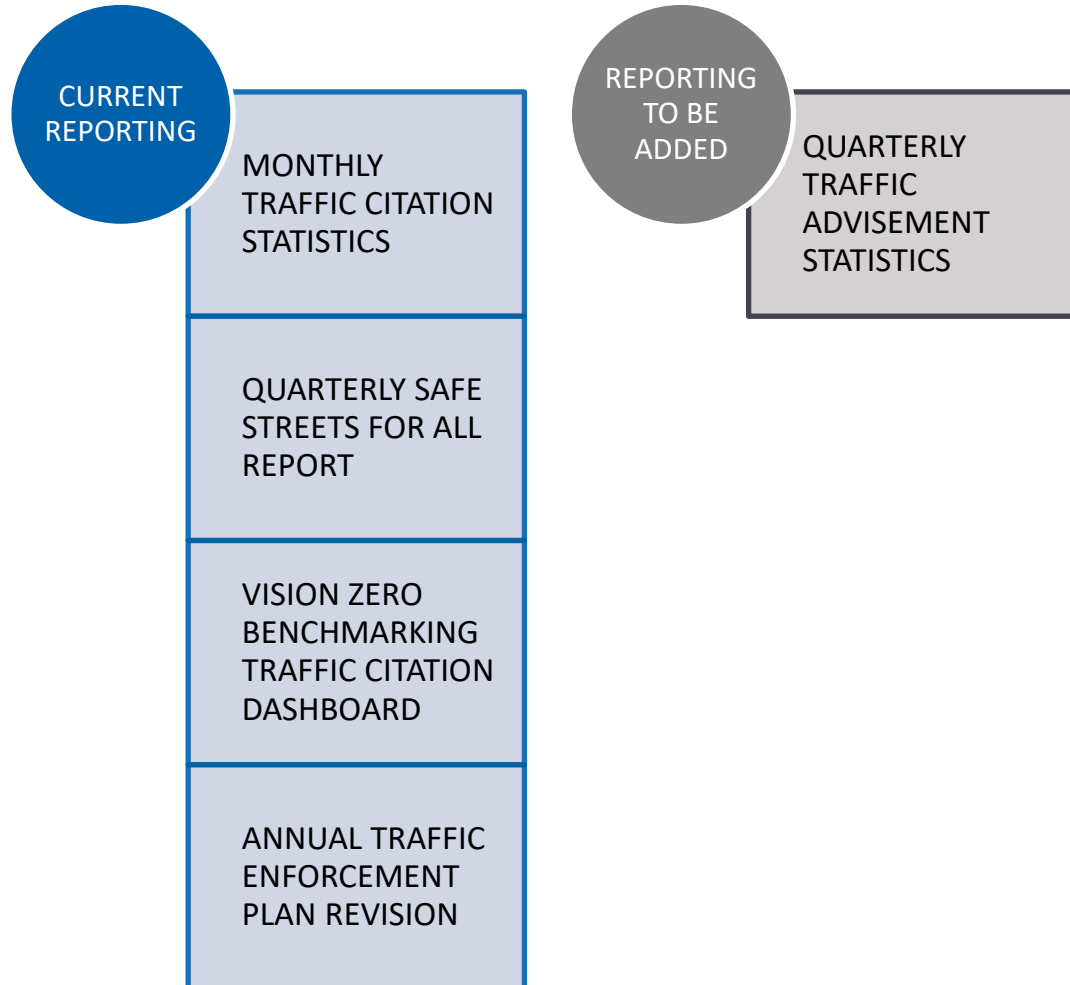 CURRENT
REPORTING
MONTHLY
TRAFFIC CITATION
STATISTICS
QUARTERLY SAFE
STREETS FOR ALL
REPORT
VISION ZERO
BENCHMARKING
TRAFFIC CITATION
DASHBOARD
ANNUAL TRAFFIC
ENFORCEMENT
PLAN REVISION
REPORTING
TO BE
ADDED
QUARTERLY
TRAFFIC
ADVISEMENT
STATISTICS